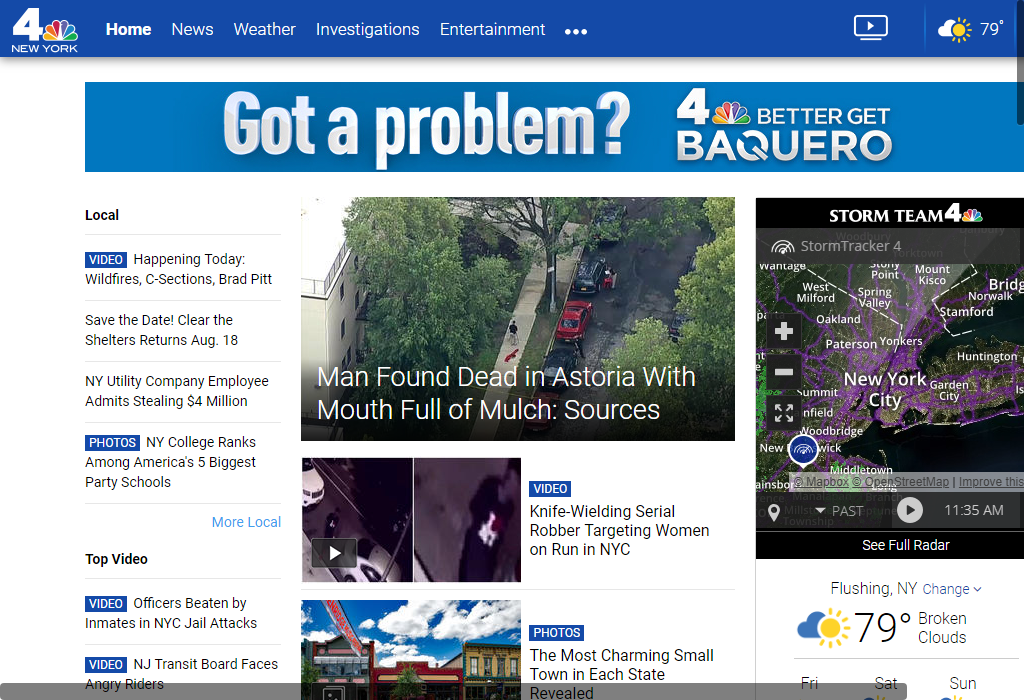 4
NEW YORK
Home
News
Weather
Investigations
Entertainment
79°
Got a problem?
4 BETTER GET
BAQUERO
Local
VIDEO Happening Today:
Wildfires, C-Sections, Brad Pitt
Save the Date! Clear the
Shelters Returns Aug. 18
NY Utility Company Employee
Admits Stealing $4 Million
PHOTOS NY College Ranks
Among America's 5 Biggest
Party Schools
More Local
Top Video
VIDEO Officers Beaten by
Inmates in NYC Jail Attacks
VIDEO NJ Transit Board Faces
Angry Riders
Man Found Dead in Astoria With
Mouth Full of Mulch: Sources
VIDEO
Knife-Wielding Serial
Robber Targeting Women
on Run in NYC
PHOTOS
The Most Charming Small
Town in Each State
Revealed
STORM TEAM 4
StormTracker 4
Wantage
Stony
Point
Mount
Kisco
West
Milford
Spring
Valley
Norwalk
Stamford
Oakland
Paterson
Yonkers
Huntington
New York
City
Garden
City
Woodbridge
Middletown
© Mapbox © OpenStreetMap | Improve this
PAST
11:35 AM
See Full Radar
Flushing, NY Change
79° Broken
Clouds
Fri
Sat
Sun